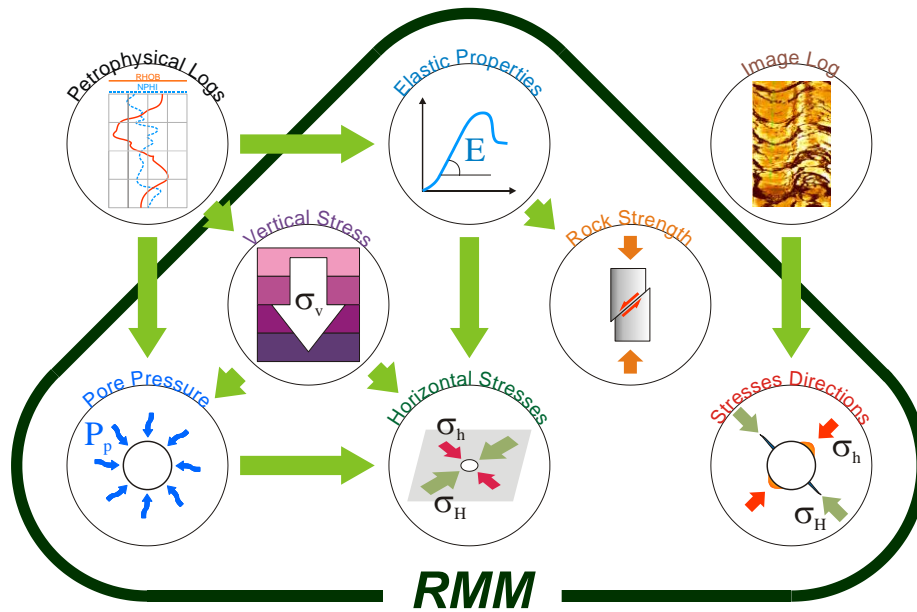 Petrophysical Logs
RHOB
NPHI
Elastic Properties
E
Image Log
Vertical Stress
σv
Rock Strength
Pore Pressure
Pp
Horizontal Stresses
σh
σH
Stresses Directions
σh
σH
RMM